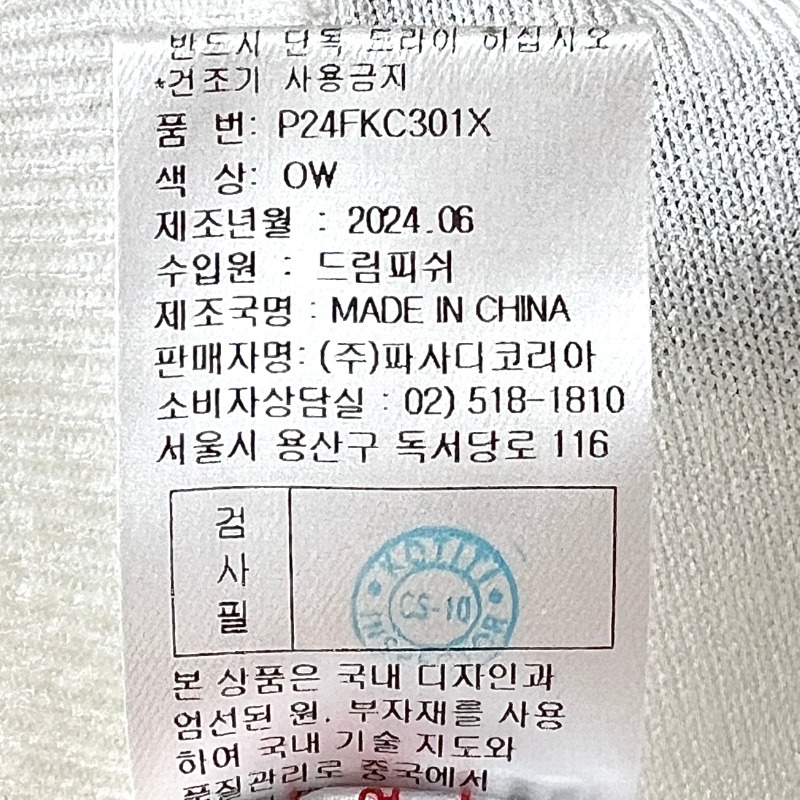 반드시 단독 드라이 하십시오
*건조기 사용금지
품 번: P24FKC301X
색 상: OW
제조년월 : 2024.06
수입원 : 드림피쉬
제조국명 : MADE IN CHINA
판매자명: (주)파사디코리아
소비자상담실 : 02) 518-1810
서울시 용산구 독서당로 116
검
사
필
KOTITI
CS-10
본 상품은 국내 디자인과
엄선된 원, 부자재를 사용
하여 국내 기술 지도와
품질관리로 중국에서